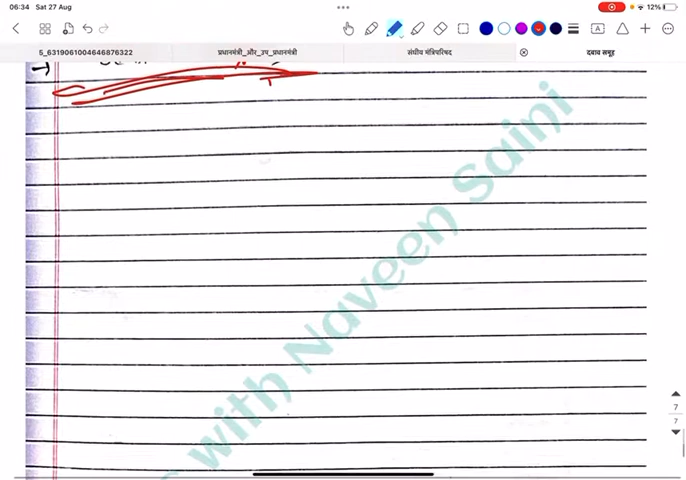 06:34 Sat 27 Aug
12%
5_6319061004646876322
प्रधानमंत्री_और_उप_प्रधानमंत्री
संघीय मंत्रिपरिषद
दबाव समूह
with Naveen Saini
7
7